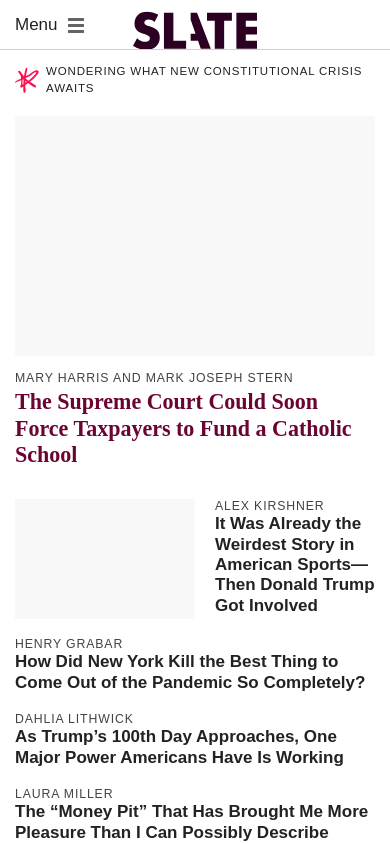 Menu
SLATE
WONDERING WHAT NEW CONSTITUTIONAL CRISIS
AWAITS
MARY HARRIS AND MARK JOSEPH STERN
The Supreme Court Could Soon
Force Taxpayers to Fund a Catholic
School
ALEX KIRSHNER
It Was Already the
Weirdest Story in
American Sports—
Then Donald Trump
Got Involved
HENRY GRABAR
How Did New York Kill the Best Thing to
Come Out of the Pandemic So Completely?
DAHLIA LITHWICK
As Trump’s 100th Day Approaches, One
Major Power Americans Have Is Working
LAURA MILLER
The “Money Pit” That Has Brought Me More
Pleasure Than I Can Possibly Describe